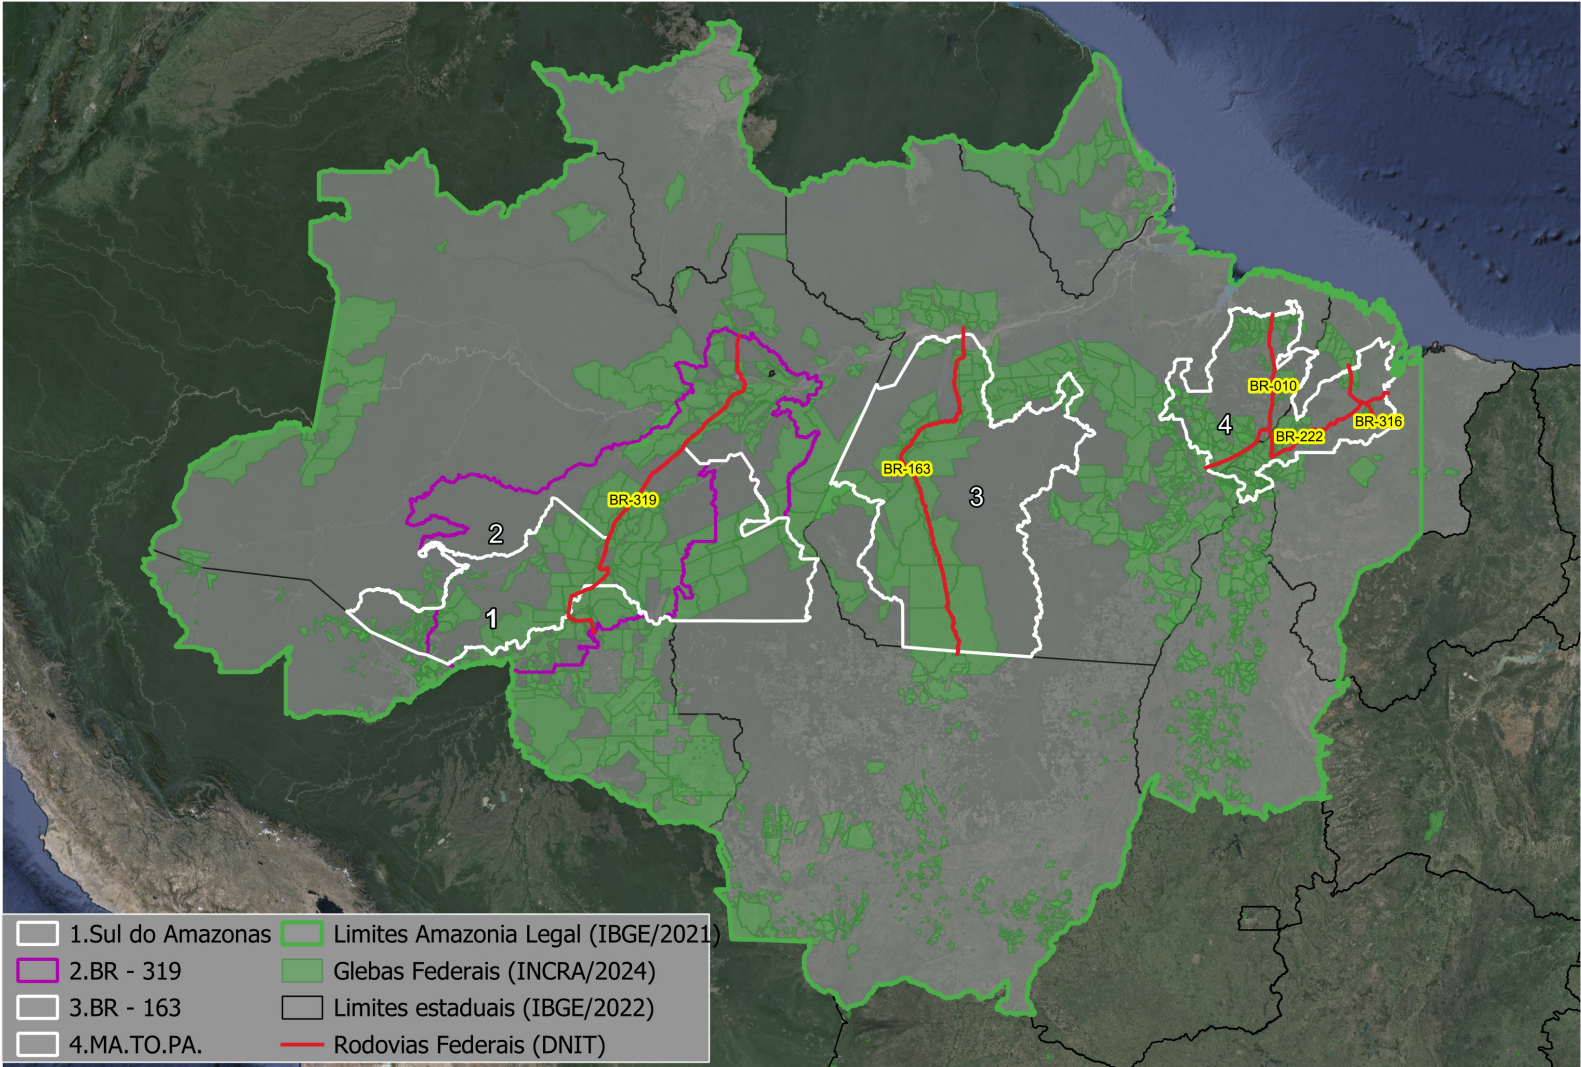 BR-010
4
BR-316
BR-222
BR-163
3
BR-319
2
1
1.Sul do Amazonas
2.BR - 319
3.BR - 163
4.MA.TO.PA.
Limites Amazonia Legal (IBGE/2021)
Glebas Federais (INCRA/2024)
Limites estaduais (IBGE/2022)
Rodovias Federais (DNIT)